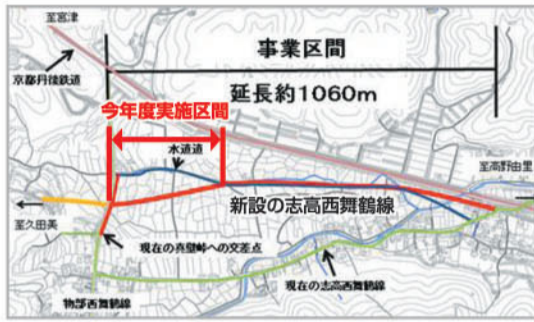 至宮津
京都丹後鉄道
事業区間
延長約1060m
今年度実施区間
水道道
至高野由里
新設の志高西舞鶴線
至久田美
現在の真壁峠への交差点
現在の志高西舞鶴線
物部西舞鶴線